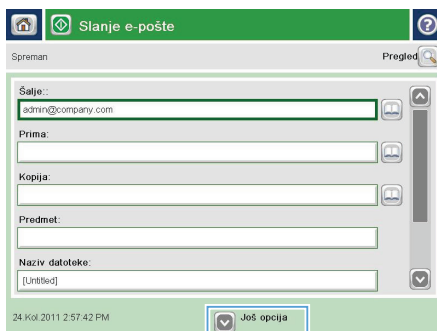 Slanje e-pošte
Spreman Pregled
Šalje::
admin@company.com
Prima:
Kopija:
Predmet:
Naziv datoteke:
[Untitled]
24.Kol.2011 2:57:42 PM Još opcija